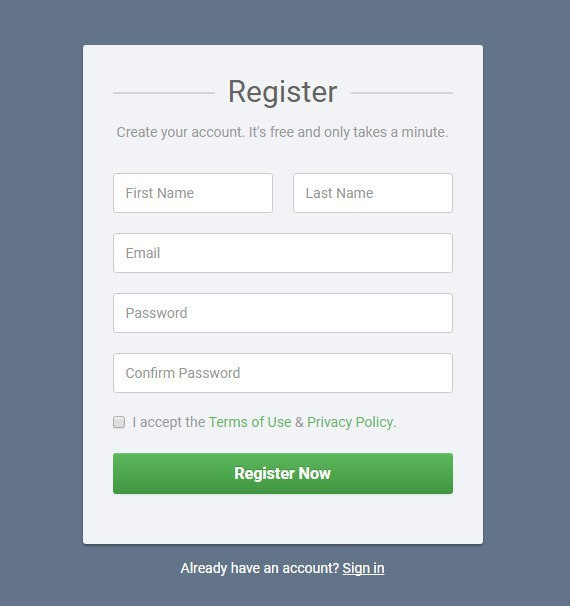 Register
Create your account. It's free and only takes a minute.
First Name
Last Name
Email
Password
Confirm Password
I accept the Terms of Use & Privacy Policy.
Register Now
Already have an account? Sign in